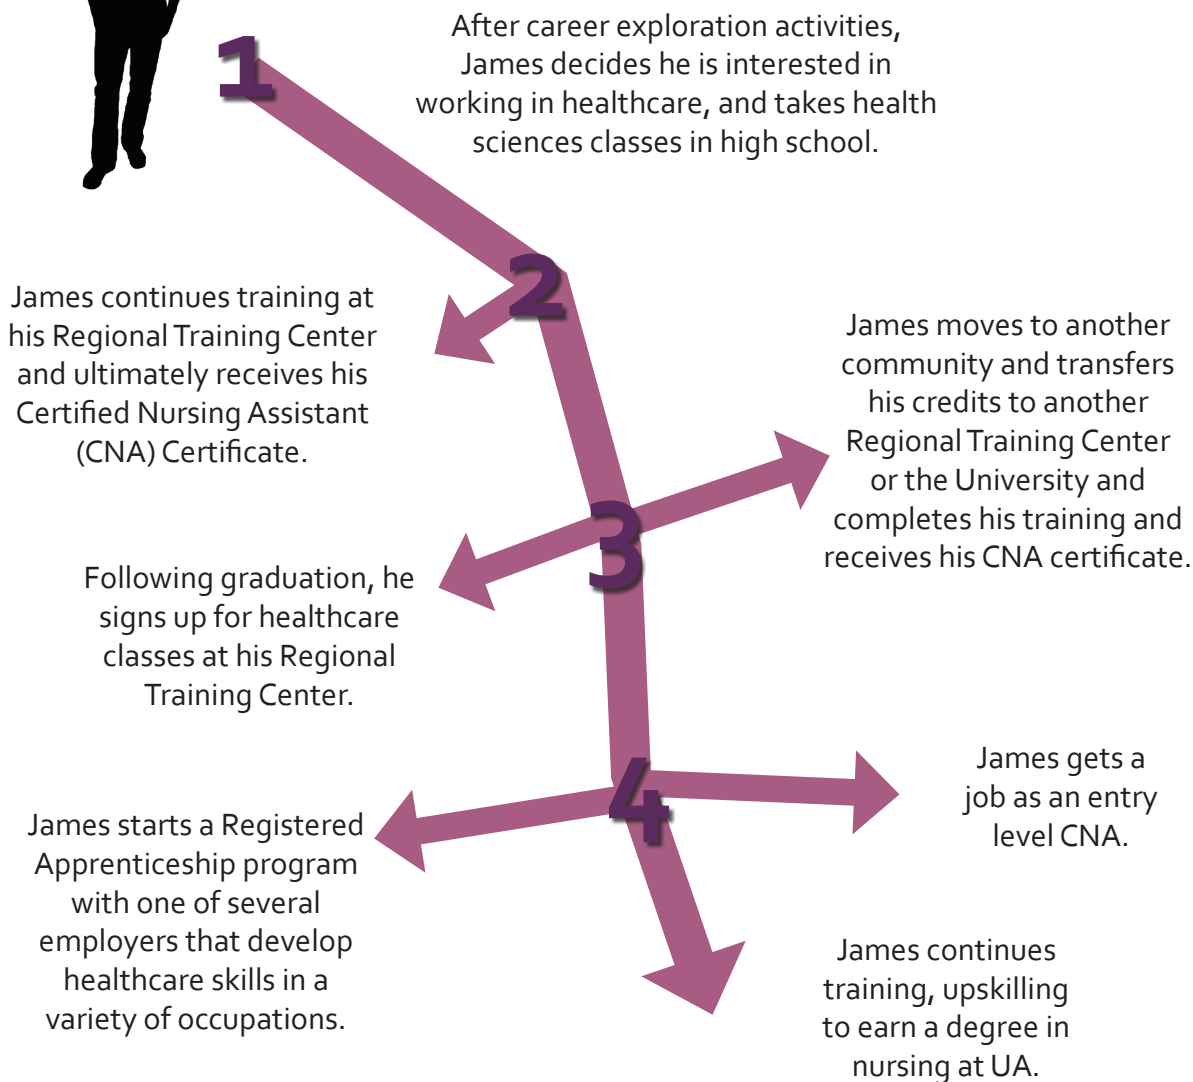 1
After career exploration activities,
James decides he is interested in
working in healthcare, and takes health
sciences classes in high school.
2
James continues training at
his Regional Training Center
and ultimately receives his
Certified Nursing Assistant
(CNA) Certificate.
James moves to another
community and transfers
his credits to another
Regional Training Center
or the University and
completes his training and
receives his CNA certificate.
3
Following graduation, he
signs up for healthcare
classes at his Regional
Training Center.
4
James gets a
job as an entry
level CNA.
James starts a Registered
Apprenticeship program
with one of several
employers that develop
healthcare skills in a
variety of occupations.
James continues
training, upskilling
to earn a degree in
nursing at UA.